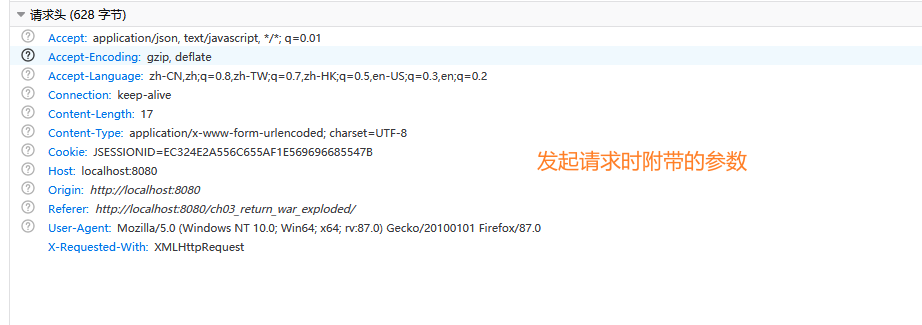 请求头 (628 字节)
Accept: application/json, text/javascript, */*; q=0.01
Accept-Encoding: gzip, deflate
Accept-Language: zh-CN,zh;q=0.8,zh-TW;q=0.7,zh-HK;q=0.5,en-US;q=0.3,en;q=0.2
Connection: keep-alive
Content-Length: 17
Content-Type: application/x-www-form-urlencoded; charset=UTF-8
Cookie: JSESSIONID=EC324E2A556C655AF1E569696685547B
发起请求时附带的参数
Host: localhost:8080
Origin: http://localhost:8080
Referer: http://localhost:8080/ch03_return_war_exploded/
User-Agent: Mozilla/5.0 (Windows NT 10.0; Win64; x64; rv:87.0) Gecko/20100101 Firefox/87.0
X-Requested-With: XMLHttpRequest